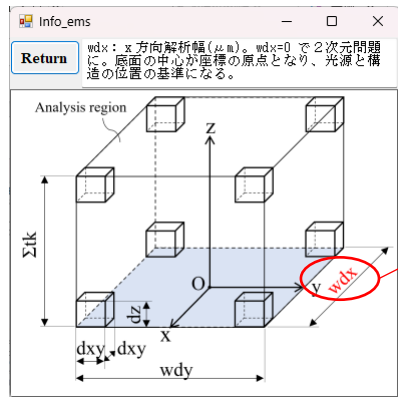 Info_ems
Return
wdx: x方向解析幅(μm)。wdx=0 で2次元問題
に。底面の中心が座標の原点となり、光源と構
造の位置の基準になる。
Analysis region
z
Σtk
O
y
wdx
dz
x
dxy
dxy
wdy